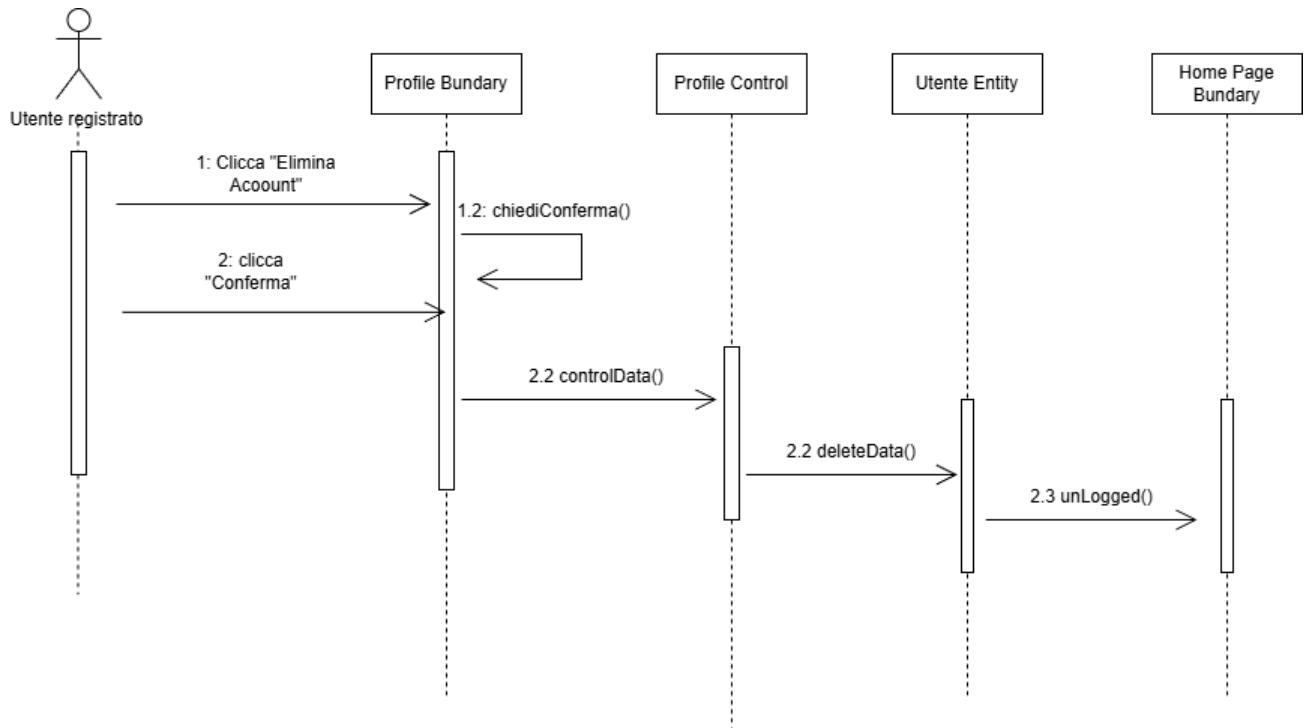 Utente registrato
Profile Bundary
Profile Control
Utente Entity
Home Page
Bundary
1: Clicca "Elimina
Acoount"
1.2: chiediConferma()
2: clicca
"Conferma"
2.2 controlData()
2.2 deleteData()
2.3 unLogged()